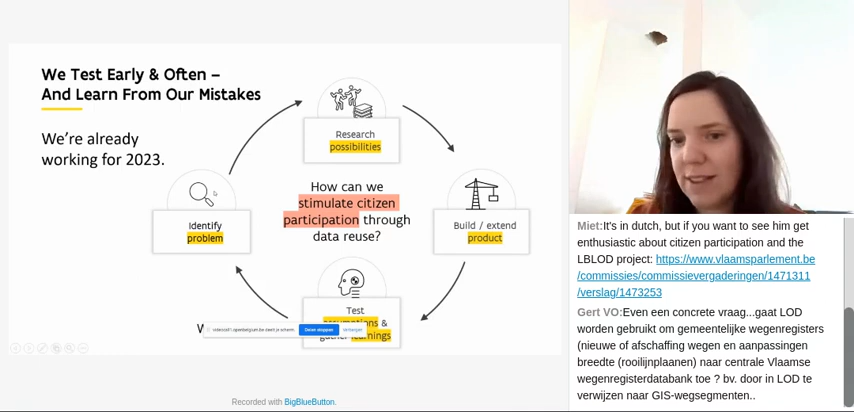 We Test Early & Often –
And Learn From Our Mistakes
We're already
working for 2023.
Research
possibilities
How can we
stimulate citizen
participation through
data reuse?
Identify
problem
Build / extend
product
Test
assumptions &
gather learnings
W
Delen stoppen
Verbergen
Recorded with BigBlueButton.
Miet:It's in dutch, but if you want to see him get
enthusiastic about citizen participation and the
LBLOD project: https://www.vlaamsparlement.be
/commissies/commissievergaderingen/1471311
/verslag/1473253
Gert VO:Even een concrete vraag...gaat LOD
worden gebruikt om gemeentelijke wegenregisters
(nieuwe of afschaffing wegen en aanpassingen
breedte (rooilijnplaanen) naar centrale Vlaamse
wegenregisterdatabank toe ? bv. door in LOD te
verwijzen naar GIS-wegsegmenten..